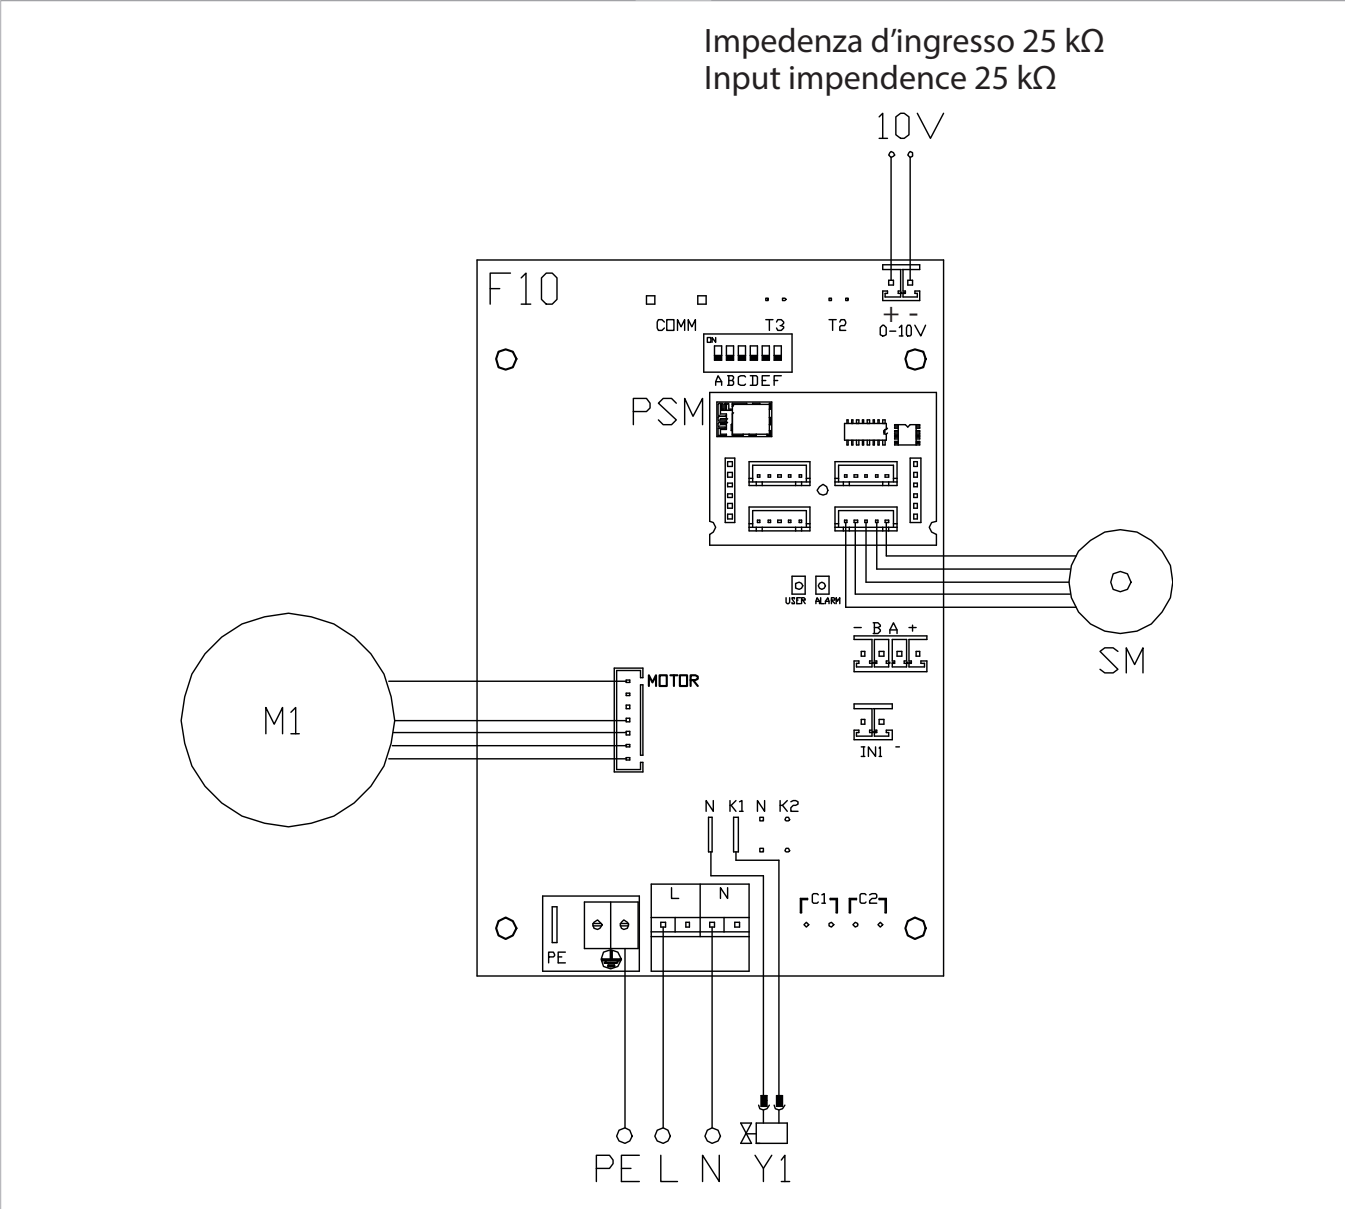 Impedenza d’ingresso 25 kΩ
Input impendence 25 kΩ
10V
F10
+ -
COMM T3 T2 0-10V
ON
ABCDEF
PSM
USER ALARM
- B A +
SM
MOTOR
M1
IN1 -
N K1 N K2
L N
C1 C2
PE
PE L N Y1